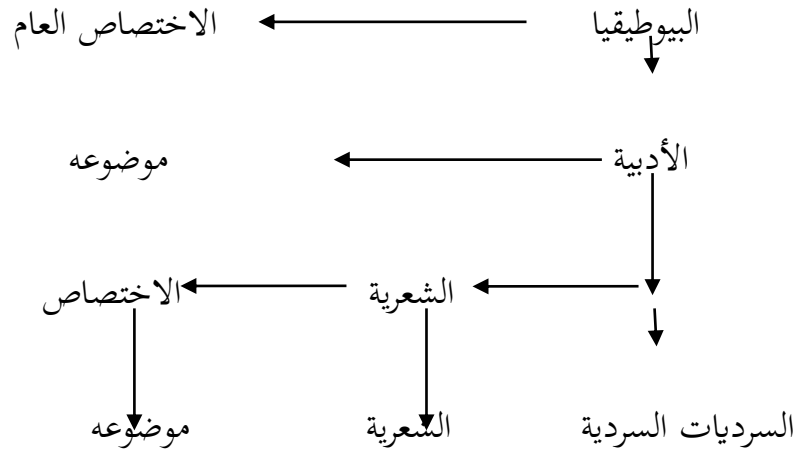 البيوطيقيا الاختصاص العام
الأدبية موضوعه
الشعرية الاختصاص
السرديات السردية الشعرية موضوعه